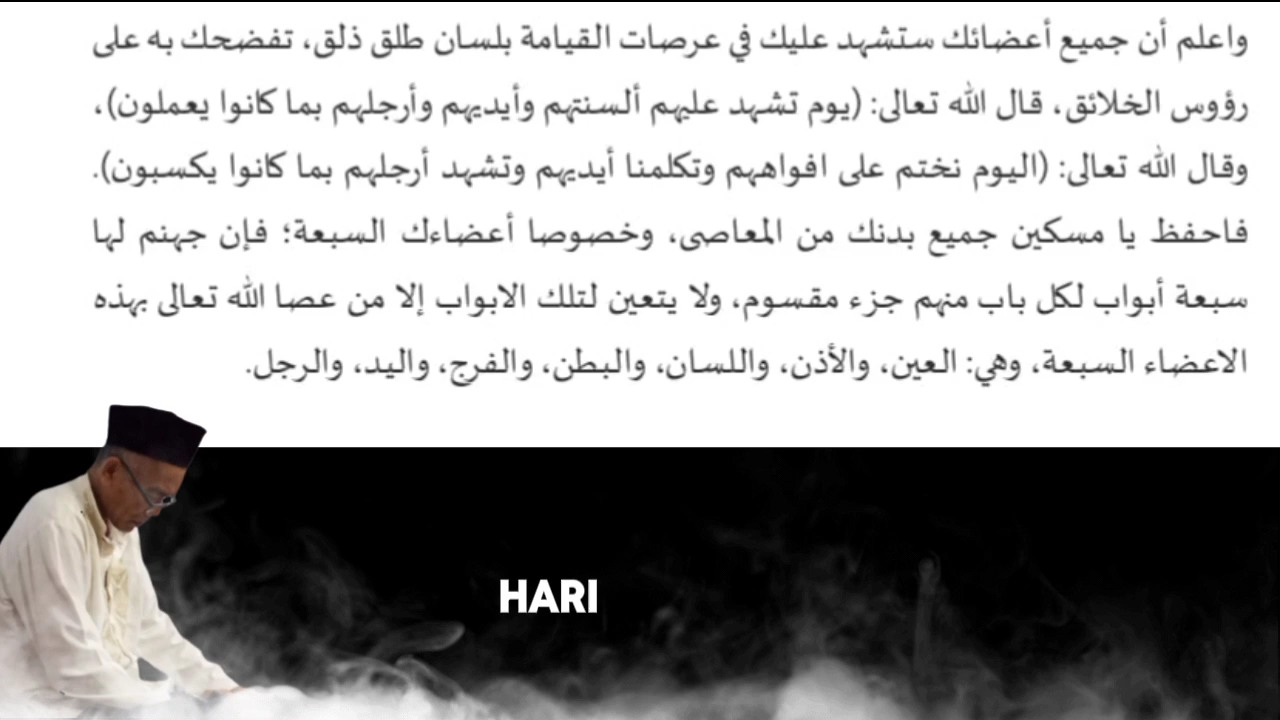 واعلم أن جميع أعضائك ستشهد عليك في عرصات القيامة بلسان طلق ذلق، تفضحك به على
رؤوس الخلائق، قال الله تعالى: (يوم تشهد عليهم ألسنتهم وأيديهم وأرجلهم بما كانوا يعملون)،
وقال الله تعالى: (اليوم نختم على افواههم وتكلمنا أيديهم وتشهد أرجلهم بما كانوا يكسبون).
فاحفظ يا مسكين جميع بدنك من المعاصى، وخصوصا أعضاءك السبعة؛ فإن جهنم لها
سبعة أبواب لكل باب منهم جزء مقسوم، ولا يتعين لتلك الابواب إلا من عصا الله تعالى بهذه
الاعضاء السبعة، وهي: العين، والأذن، واللسان، والبطن، والفرج، واليد، والرجل.
HARI